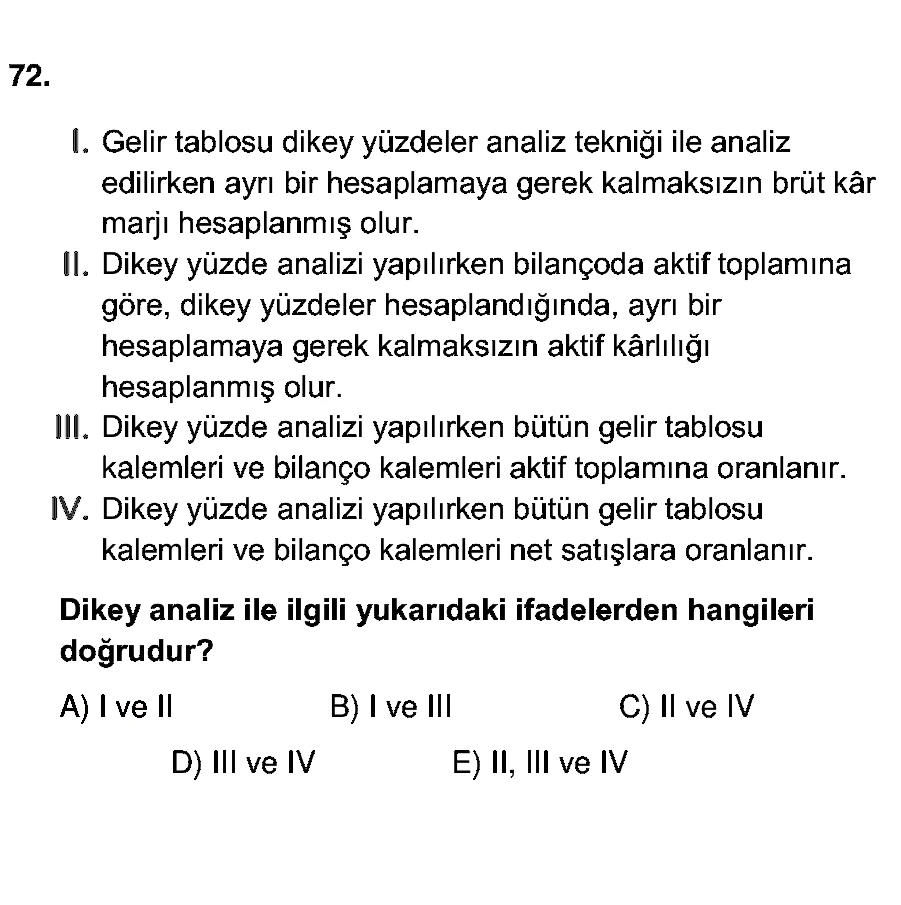 72.
I. Gelir tablosu dikey yüzdeler analiz tekniği ile analiz
edilirken ayrı bir hesaplamaya gerek kalmaksızın brüt kâr
marjı hesaplanmış olur.
II. Dikey yüzde analizi yapılırken bilançoda aktif toplamına
göre, dikey yüzdeler hesaplandığında, ayrı bir
hesaplamaya gerek kalmaksızın aktif kârlılığı
hesaplanmış olur.
III. Dikey yüzde analizi yapılırken bütün gelir tablosu
kalemleri ve bilanço kalemleri aktif toplamına oranlanır.
IV. Dikey yüzde analizi yapılırken bütün gelir tablosu
kalemleri ve bilanço kalemleri net satışlara oranlanır.
Dikey analiz ile ilgili yukarıdaki ifadelerden hangileri
doğrudur?
A) I ve II B) I ve III C) II ve IV
D) III ve IV E) II, III ve IV